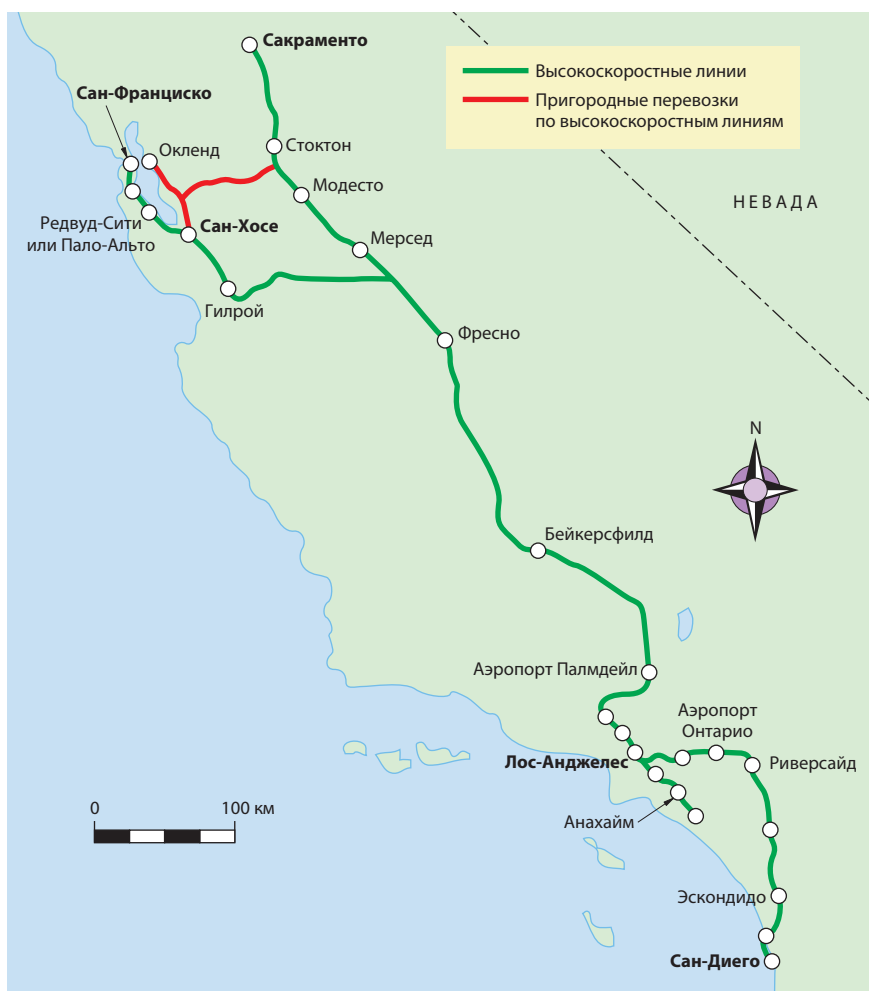 Сакраменто
Высокоскоростные линии
Пригородные перевозки
по высокоскоростным линиям
Сан-Франциско
Окленд
Стоктон
Модесто
НЕВАДА
Редвуд-Сити
или Пало-Альто
Сан-Хосе
Мерсед
Гилрой
Фресно
N
Бейкерсфилд
Аэропорт Палмдейл
Аэропорт
Онтарио
Лос-Анджелес
Риверсайд
0 100 км
Анахайм
Эскондидо
Сан-Диего